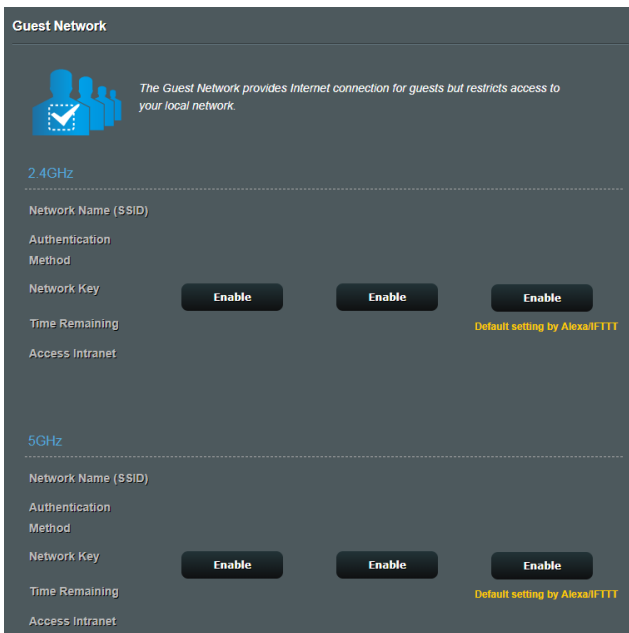 Guest Network
The Guest Network provides Internet connection for guests but restricts access to
your local network.
2.4GHz
Network Name (SSID)
Authentication
Method
Network Key
Enable
Enable
Enable
Time Remaining
Default setting by Alexa/IFTTT
Access Intranet
5GHz
Network Name (SSID)
Authentication
Method
Network Key
Enable
Enable
Enable
Time Remaining
Default setting by Alexa/IFTTT
Access Intranet